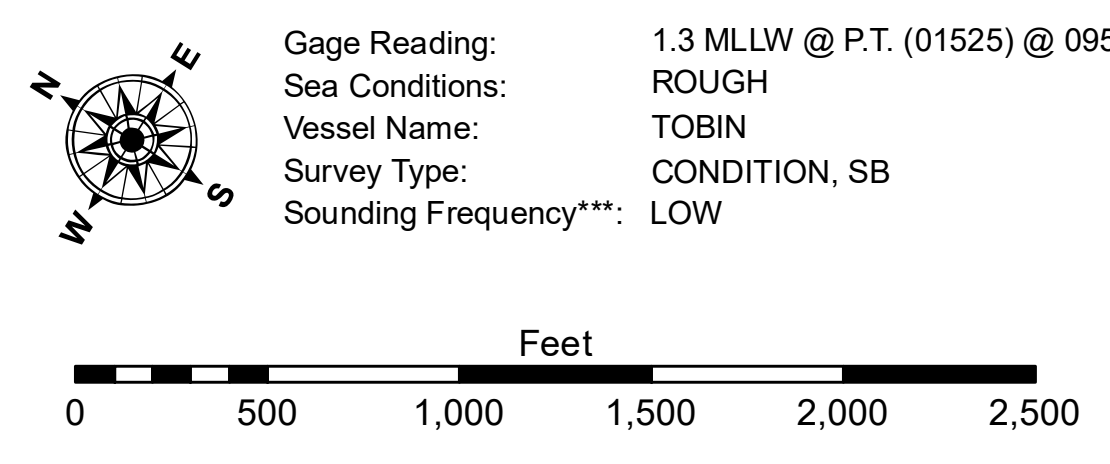 N E S W
Gage Reading: 1.3 MLLW @ P.T. (01525) @
Sea Conditions: ROUGH
Vessel Name: TOBIN
Survey Type: CONDITION, SB
Sounding Frequency***: LOW
Feet
0 500 1,000 1,500 2,000 2,500